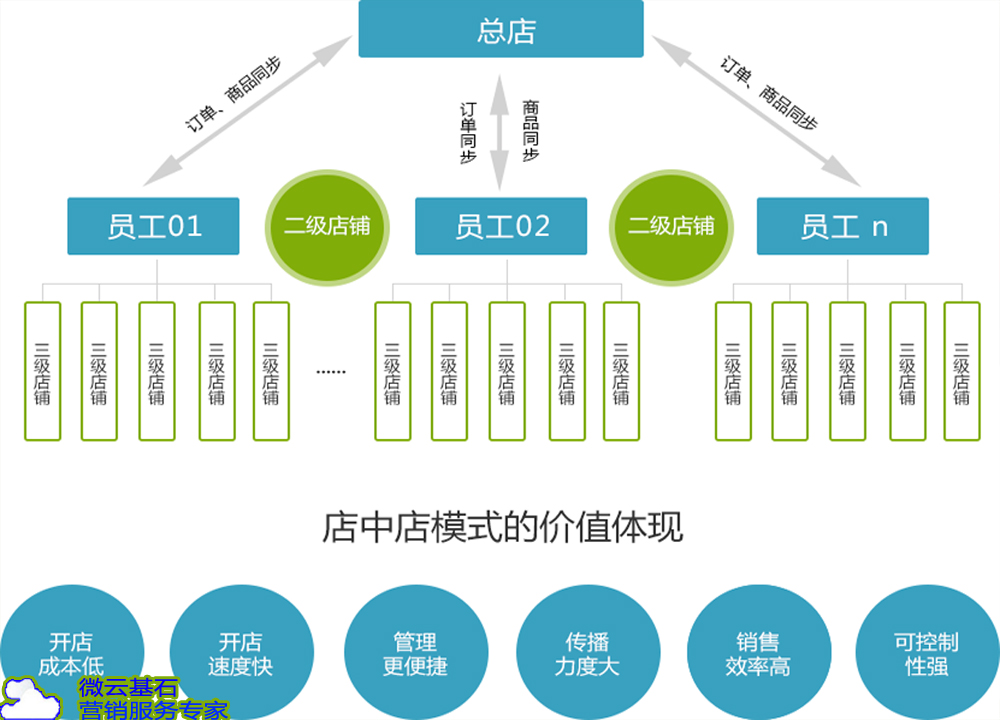 总店
订单、商品同步
订单同步
商品同步
订单、商品同步
员工01
二级店铺
员工02
二级店铺
员工 n
三级店铺
三级店铺
三级店铺
三级店铺
三级店铺
......
三级店铺
三级店铺
三级店铺
三级店铺
三级店铺
三级店铺
三级店铺
三级店铺
三级店铺
三级店铺
店中店模式的价值体现
开店
成本低
开店
速度快
管理
更便捷
传播
力度大
销售
效率高
可控制
性强
微云基石
营销服务专家